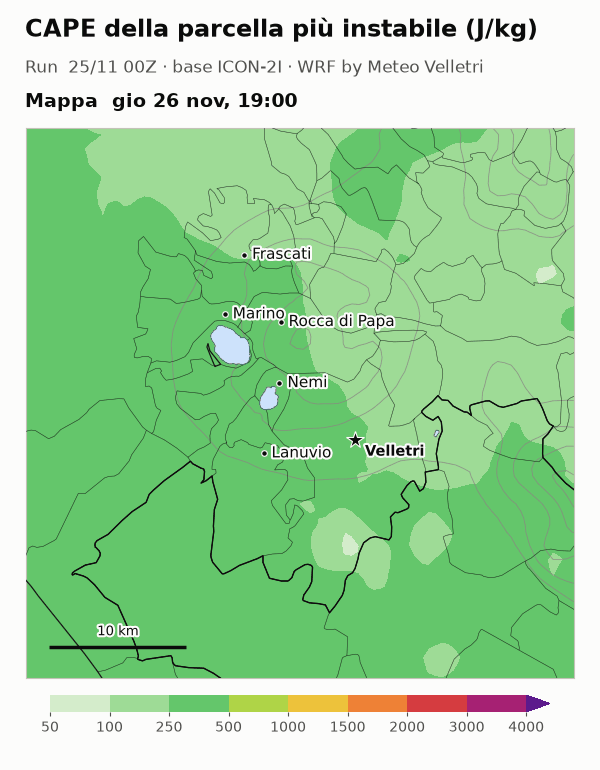 CAPE della parcella più instabile (J/kg)
Run  25/11 00Z · base ICON-2I · WRF by Meteo Velletri
Mappa  gio 26 nov, 19:00
Frascati
Marino
Rocca di Papa
Nemi
Velletri
Lanuvio
10 km
50 100 250 500 1000 1500 2000 3000 4000